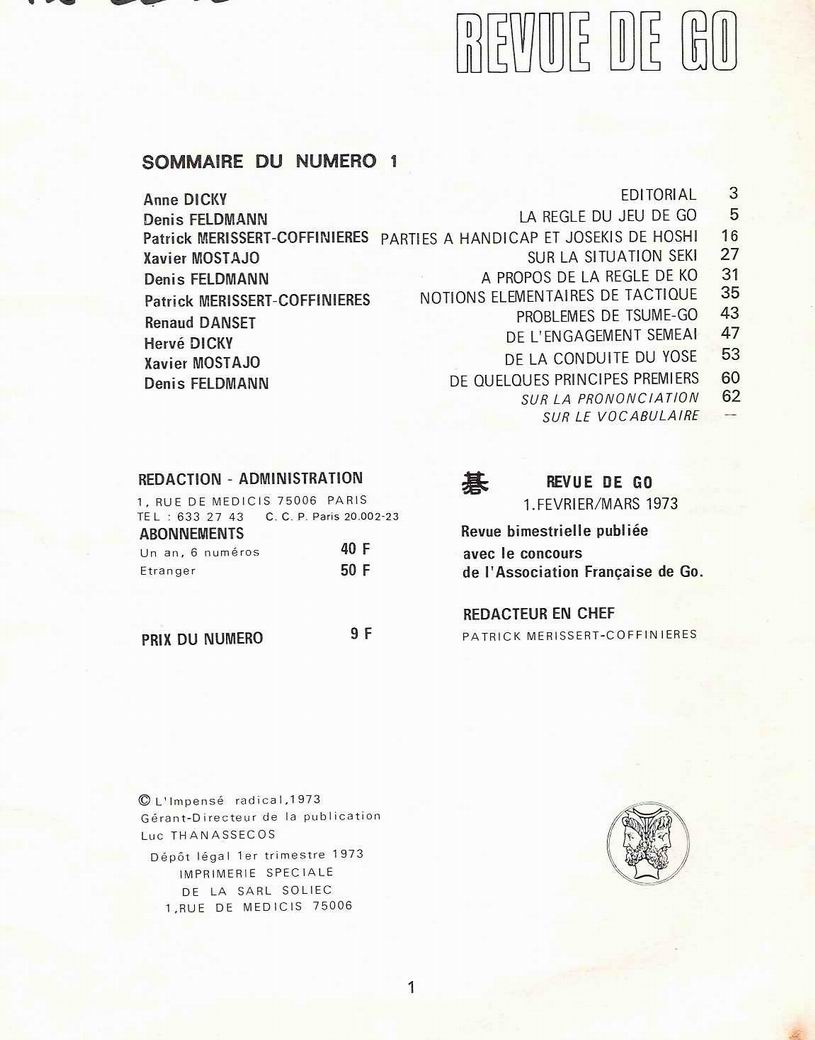 REVUE DE GO
SOMMAIRE DU NUMERO 1
Anne DICKY EDITORIAL 3
Denis FELDMANN LA REGLE DU JEU DE GO 5
Patrick MERISSERT-COFFINIERES PARTIES A HANDICAP ET JOSEKIS DE HOSHI 16
Xavier MOSTAJO SUR LA SITUATION SEKI 27
Denis FELDMANN A PROPOS DE LA REGLE DE KO 31
Patrick MERISSERT-COFFINIERES NOTIONS ELEMENTAIRES DE TACTIQUE 35
Renaud DANSET PROBLEMES DE TSUME-GO 43
Hervé DICKY DE L'ENGAGEMENT SEMEAI 47
Xavier MOSTAJO DE LA CONDUITE DU YOSE 53
Denis FELDMANN DE QUELQUES PRINCIPES PREMIERS 60
SUR LA PRONONCIATION 62
SUR LE VOCABULAIRE —
REDACTION - ADMINISTRATION
1, RUE DE MEDICIS 75006 PARIS
TEL : 633 27 43 C. C. P. Paris 20.002-23
ABONNEMENTS
Un an, 6 numéros 40 F
Etranger 50 F
PRIX DU NUMERO 9 F
碁 REVUE DE GO
1.FEVRIER/MARS 1973
Revue bimestrielle publiée
avec le concours
de l'Association Française de Go.
REDACTEUR EN CHEF
PATRICK MERISSERT-COFFINIERES
© L'Impensé radical,1973
Gérant-Directeur de la publication
Luc THANASSECOS
Dépôt légal 1er trimestre 1973
IMPRIMERIE SPECIALE
DE LA SARL SOLIEC
1,RUE DE MEDICIS 75006
1